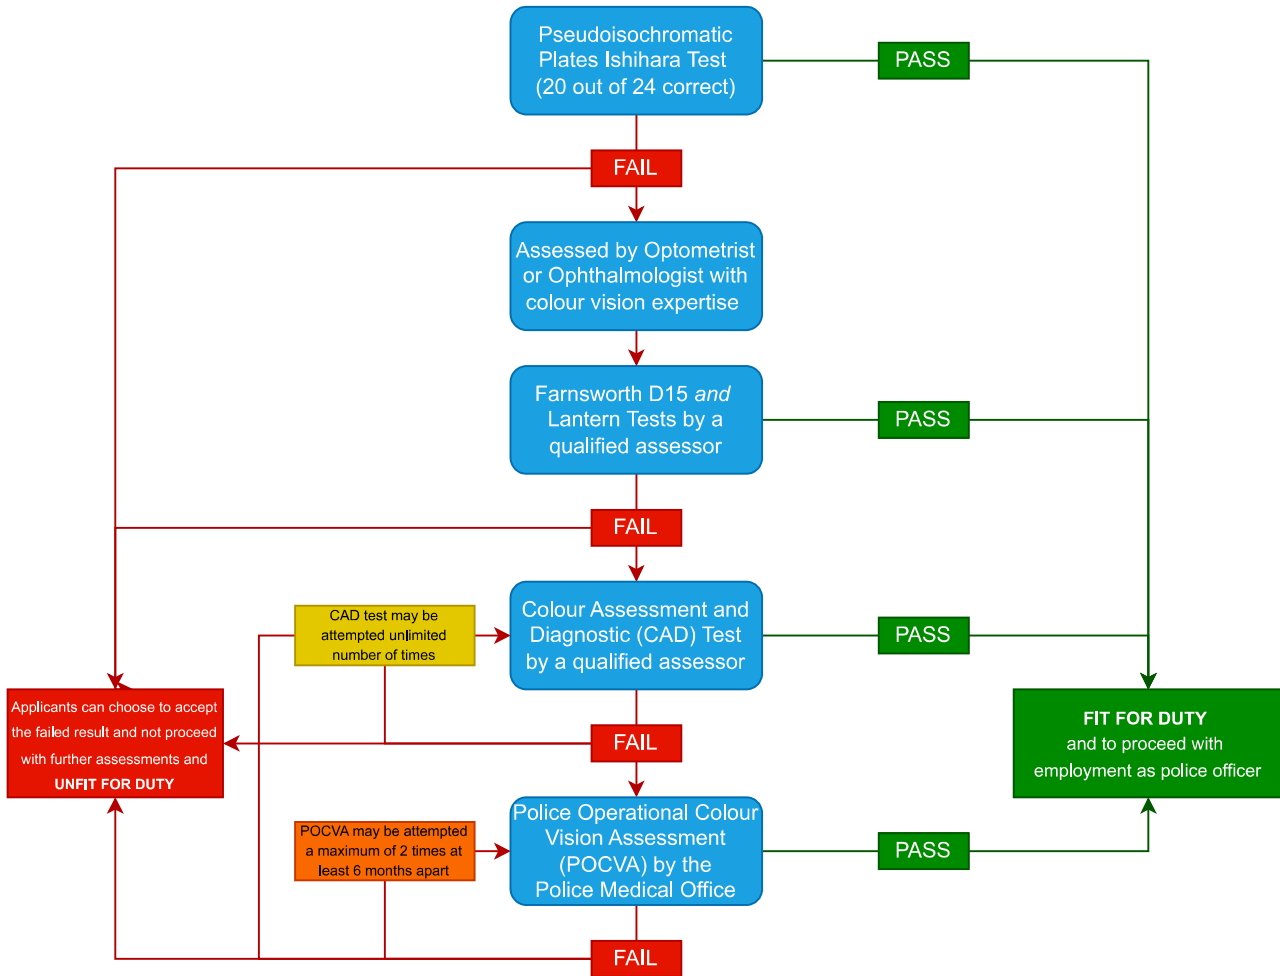 Pseudoisochromatic
Plates Ishihara Test
(20 out of 24 correct)
PASS
FAIL
Assessed by Optometrist
or Ophthalmologist with
colour vision expertise
Farnsworth D15 and
Lantern Tests by a
qualified assessor
PASS
FAIL
CAD test may be
attempted unlimited
number of times
Colour Assessment and
Diagnostic (CAD) Test
by a qualified assessor
PASS
Applicants can choose to accept
the failed result and not proceed
with further assessments and
UNFIT FOR DUTY
FAIL
FIT FOR DUTY
and to proceed with
employment as police officer
POCVA may be attempted
a maximum of 2 times at
least 6 months apart
Police Operational Colour
Vision Assessment
(POCVA) by the
Police Medical Office
PASS
FAIL